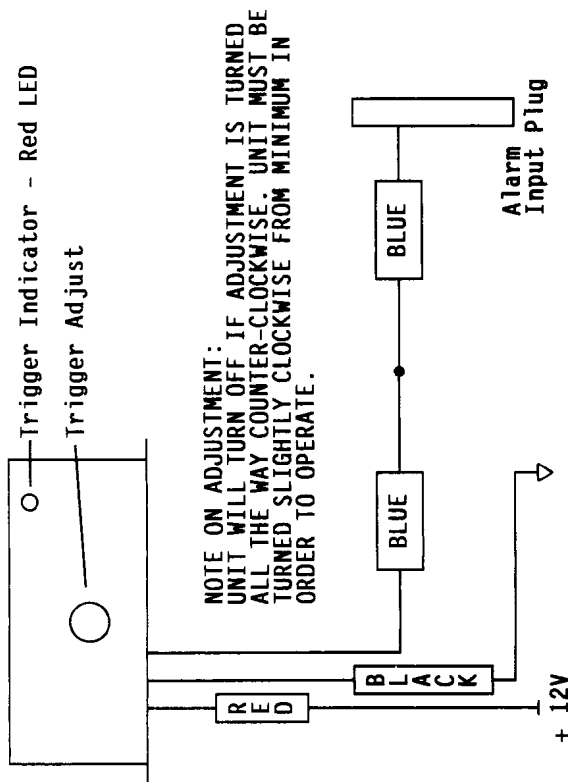 Trigger Indicator - Red LED
Trigger Adjust
NOTE ON ADJUSTMENT:
UNIT WILL TURN OFF IF ADJUSTMENT IS TURNED
ALL THE WAY COUNTER-CLOCKWISE. UNIT MUST BE
TURNED SLIGHTLY CLOCKWISE FROM MINIMUM IN
ORDER TO OPERATE.
BLUE
BLUE
BLACK
RED
Alarm
Input Plug
+ 12V